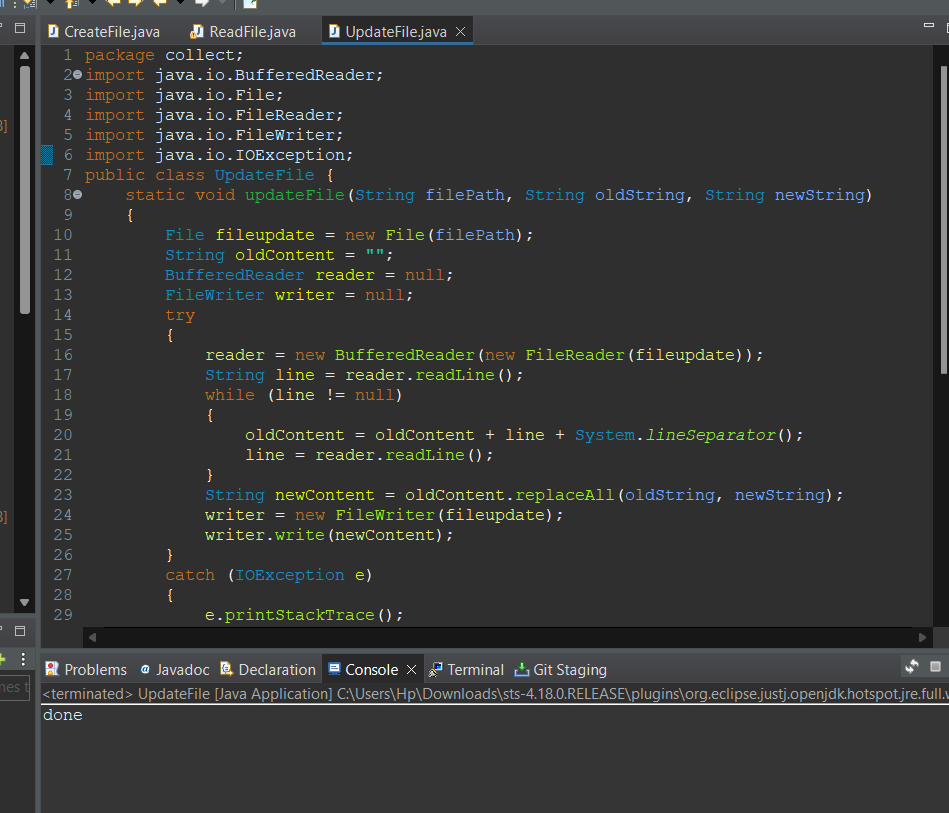 CreateFile.java ReadFile.java UpdateFile.java
1 package collect;
2 import java.io.BufferedReader;
3 import java.io.File;
4 import java.io.FileReader;
5 import java.io.FileWriter;
6 import java.io.IOException;
7 public class UpdateFile {
8 static void updateFile(String filePath, String oldString, String newString)
9 {
10 File fileupdate = new File(filePath);
11 String oldContent = "";
12 BufferedReader reader = null;
13 FileWriter writer = null;
14 try
15 {
16 reader = new BufferedReader(new FileReader(fileupdate));
17 String line = reader.readLine();
18 while (line != null)
19 {
20 oldContent = oldContent + line + System.lineSeparator();
21 line = reader.readLine();
22 }
23 String newContent = oldContent.replaceAll(oldString, newString);
24 writer = new FileWriter(fileupdate);
25 writer.write(newContent);
26 }
27 catch (IOException e)
28 {
29 e.printStackTrace();
Problems @ Javadoc Declaration Console Terminal Git Staging
<terminated> UpdateFile [Java Application] C:\Users\Hp\Downloads\sts-4.18.0.RELEASE\plugins\org.eclipse.justj.openjdk.hotspot.jre.full.
done